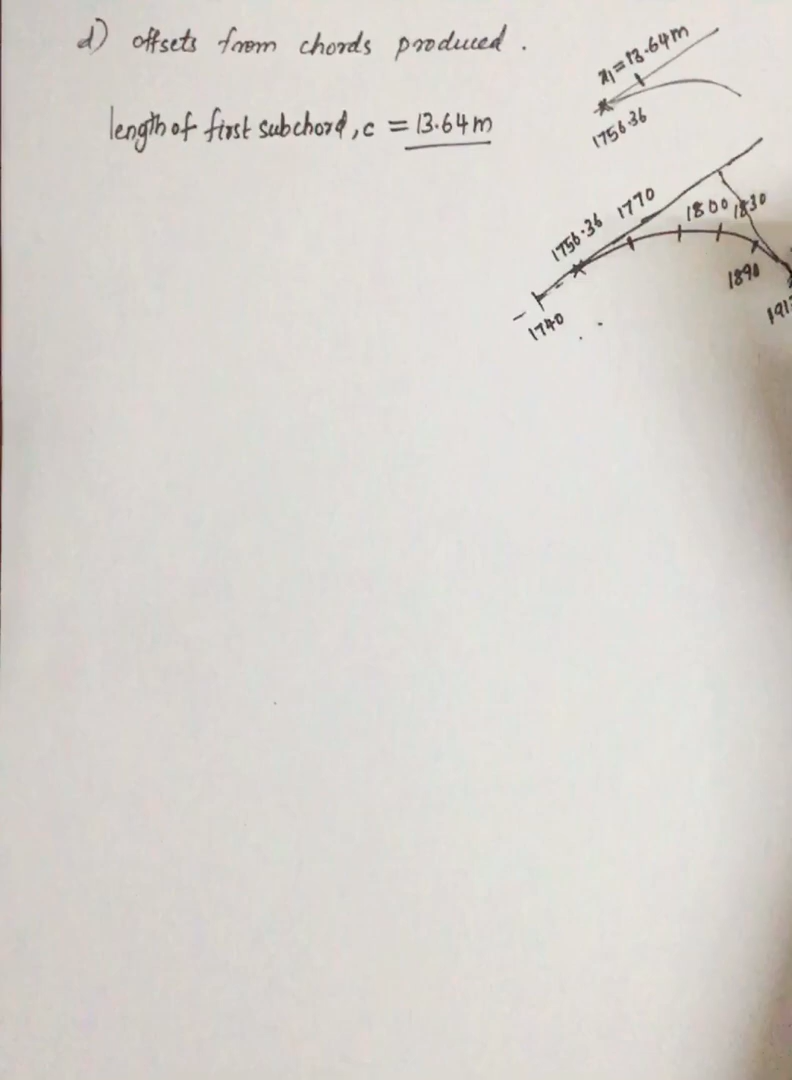 d) offsets from chords produced.
x1=13.64m
1756.36
length of first subchord, c = 13.64m
1756.36 1770 1800 1830
1890
1740